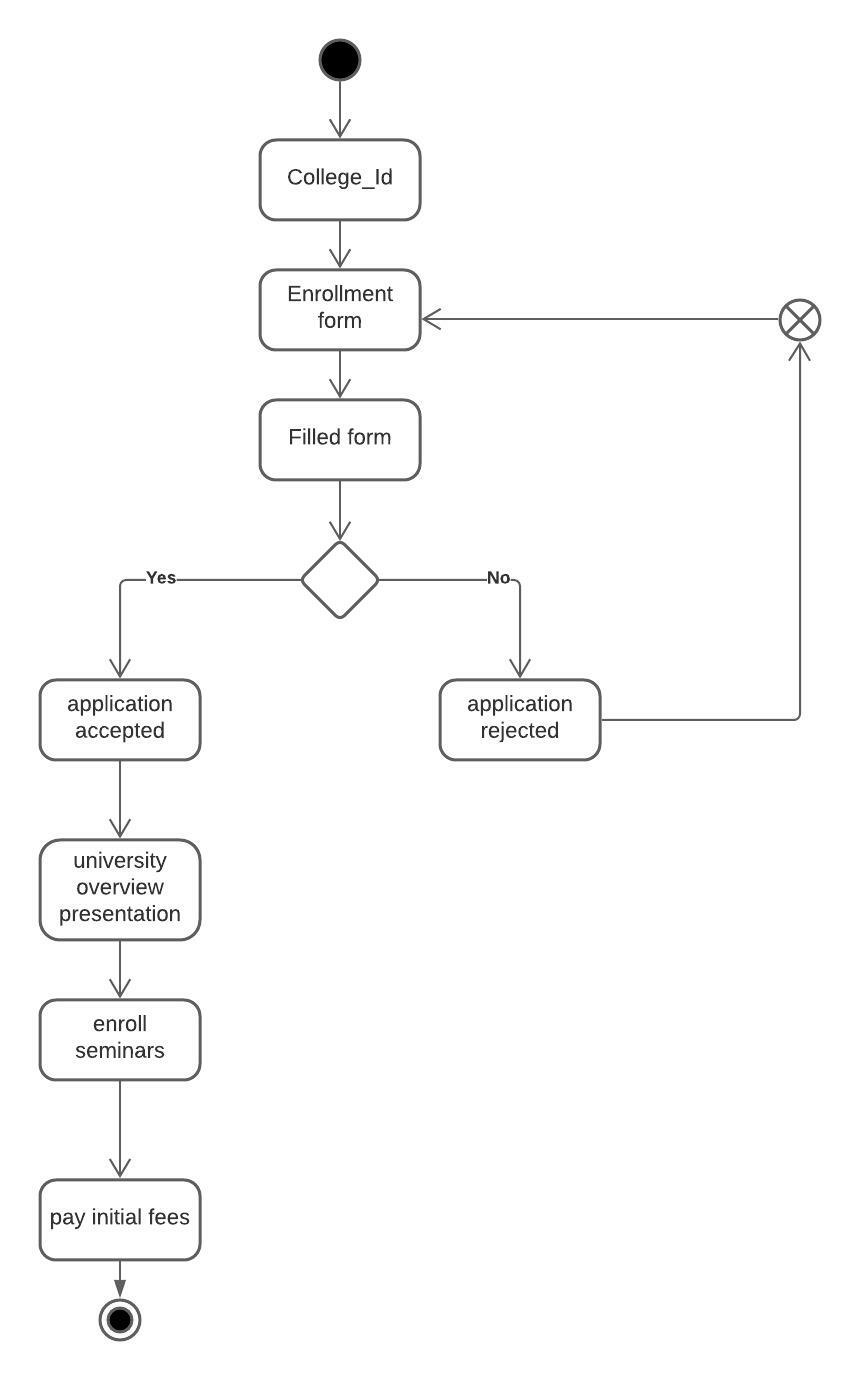 College_Id
Enrollment
form
Filled form
Yes
No
application
accepted
application
rejected
university
overview
presentation
enroll
seminars
pay initial fees